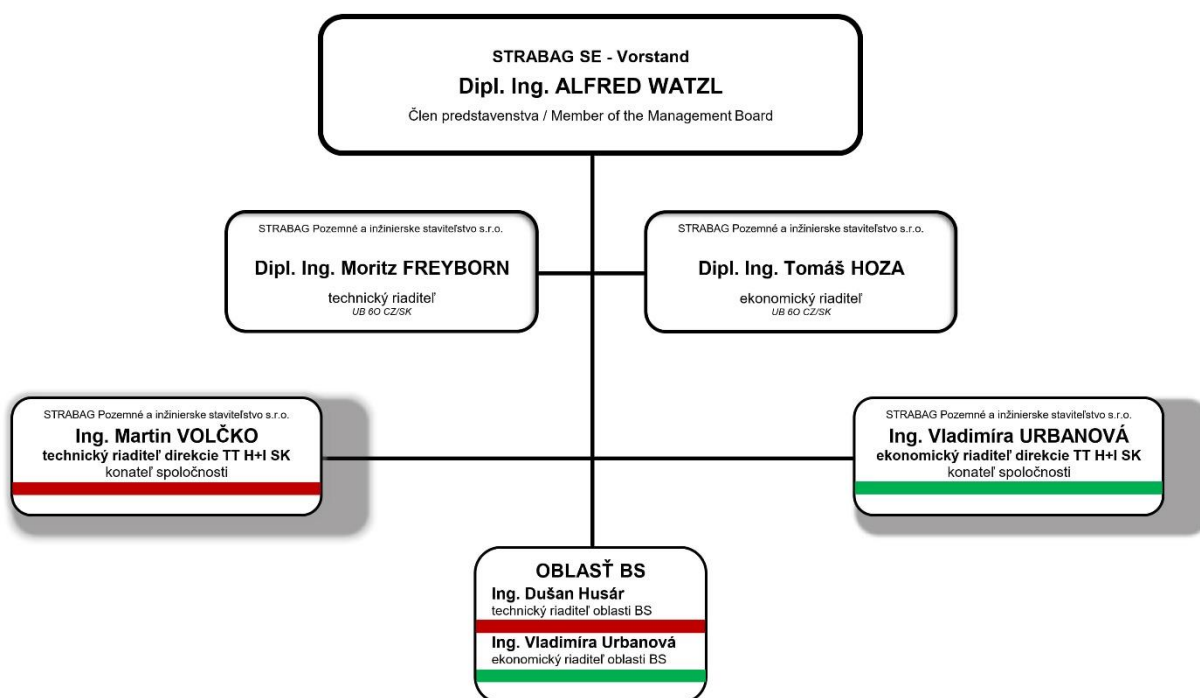 STRABAG SE - Vorstand
Dipl. Ing. ALFRED WATZL
Člen predstavenstva / Member of the Management Board
STRABAG Pozemné a inžinierske staviteľstvo s.r.o.
Dipl. Ing. Moritz FREYBORN
technický riaditeľ
UB 6O CZ/SK
STRABAG Pozemné a inžinierske staviteľstvo s.r.o.
Dipl. Ing. Tomáš HOZA
ekonomický riaditeľ
UB 6O CZ/SK
STRABAG Pozemné a inžinierske staviteľstvo s.r.o.
Ing. Martin VOLČKO
technický riaditeľ direkcie TT H+I SK
konateľ spoločnosti
STRABAG Pozemné a inžinierske staviteľstvo s.r.o.
Ing. Vladimíra URBANOVÁ
ekonomický riaditeľ direkcie TT H+I SK
konateľ spoločnosti
OBLASŤ BS
Ing. Dušan Husár
technický riaditeľ oblasti BS
Ing. Vladimíra Urbanová
ekonomický riaditeľ oblasti BS